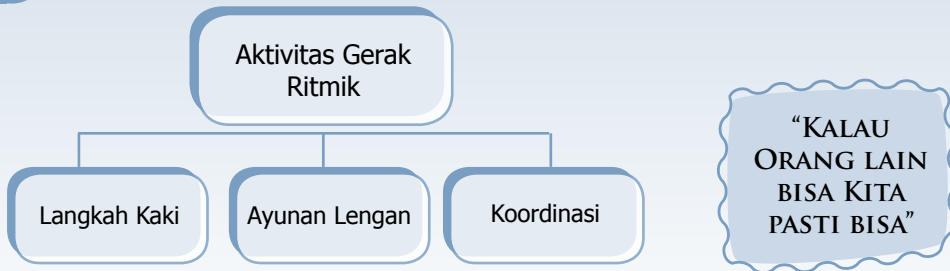 Aktivitas Gerak
Ritmik
Langkah Kaki
Ayunan Lengan
Koordinasi
“KALAU
ORANG LAIN
BISA KITA
PASTI BISA”